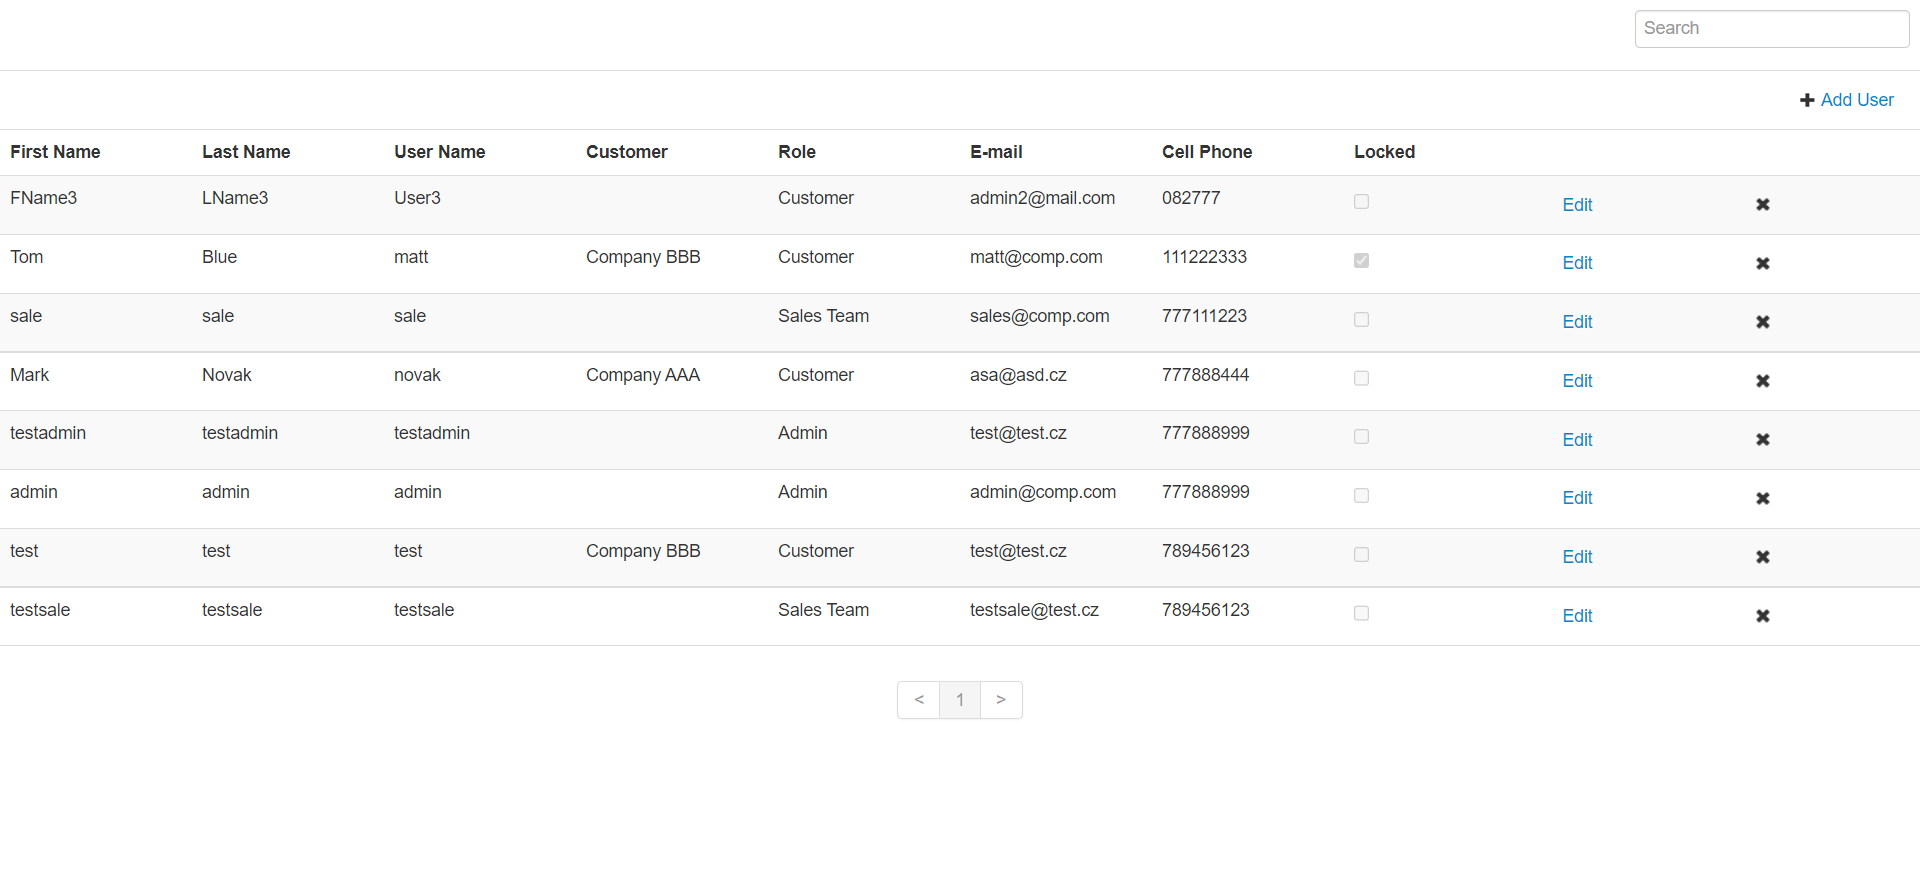 Search
Add User
First Name Last Name User Name Customer Role E-mail Cell Phone Locked
FName3 LName3 User3 Customer admin2@mail.com 082777 Edit
Tom Blue matt Company BBB Customer matt@comp.com 111222333 Edit
sale sale sale Sales Team sales@comp.com 777111223 Edit
Mark Novak novak Company AAA Customer asa@asd.cz 777888444 Edit
testadmin testadmin testadmin Admin test@test.cz 777888999 Edit
admin admin admin Admin admin@comp.com 777888999 Edit
test test test Company BBB Customer test@test.cz 789456123 Edit
testsale testsale testsale Sales Team testsale@test.cz 789456123 Edit
< 1 >